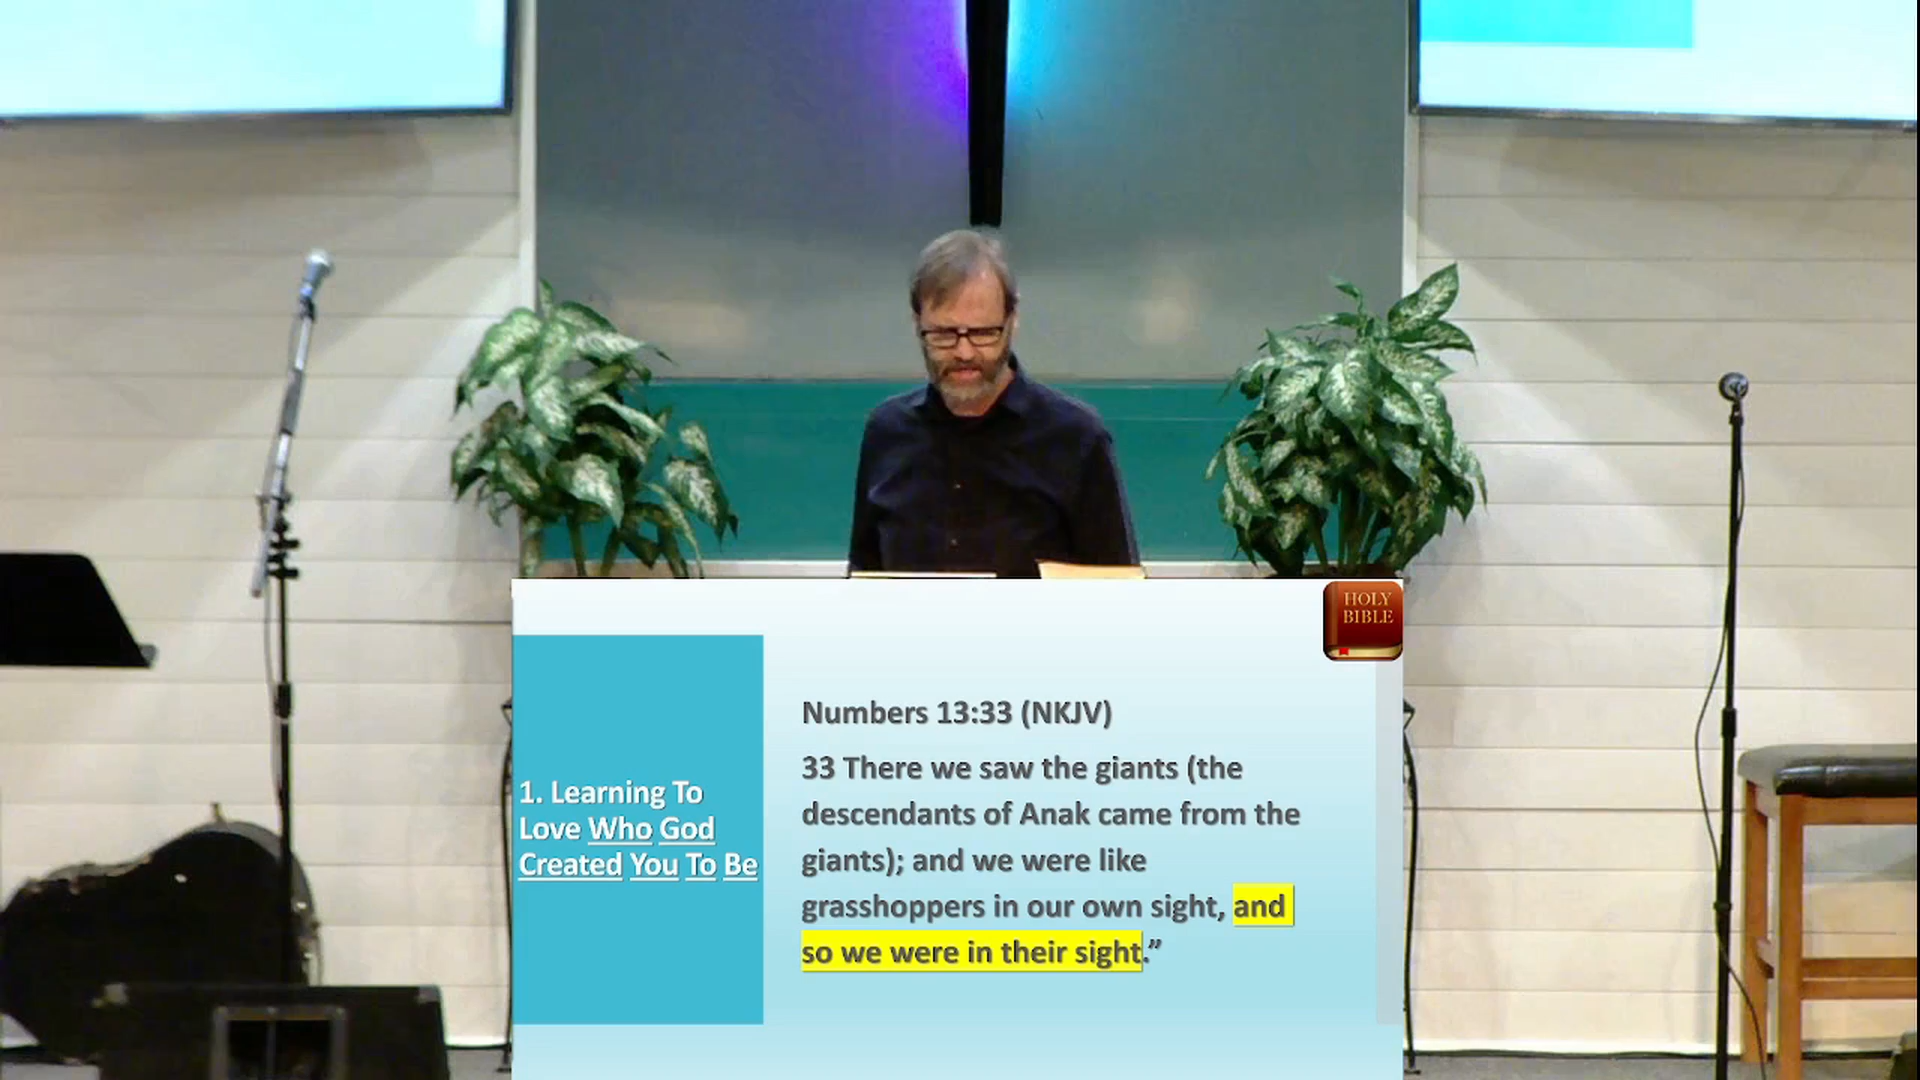 HOLY
BIBLE
Numbers 13:33 (NKJV)
33 There we saw the giants (the
descendants of Anak came from the
giants); and we were like
grasshoppers in our own sight, and
so we were in their sight.”
1. Learning To
Love Who God
Created You To Be